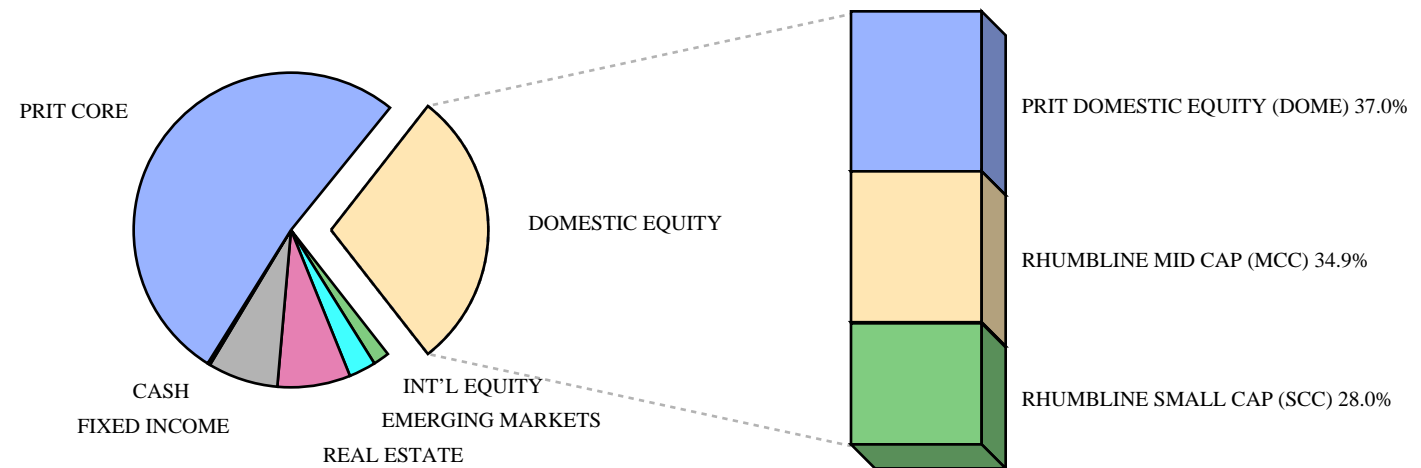 PRIT CORE
DOMESTIC EQUITY
CASH
FIXED INCOME
INT'L EQUITY
EMERGING MARKETS
REAL ESTATE
PRIT DOMESTIC EQUITY (DOME) 37.0%
RHUMBLINE MID CAP (MCC) 34.9%
RHUMBLINE SMALL CAP (SCC) 28.0%